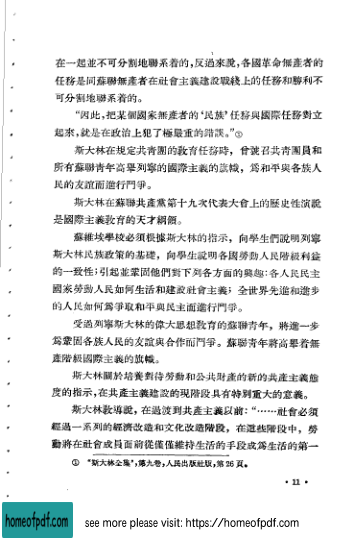 在一起並不可分割地聯系着的，反過來說，各國革命無產者的
任務是同蘇聯無產者在社會主義建設戰綫上的任務和勝利不
可分割地聯系着的。
“因此，把某個國家無產者的‘民族’任務與國際任務對立
起來，就是在政治上犯了極嚴重的錯誤。”①
斯大林在規定共青團的敎育任務時，曾號召共青團員和
所有蘇聯青年高舉列寧的國際主義的旗幟，爲和平與各族人
民的友誼而進行鬥爭。
斯大林在蘇聯共產黨第十九次代表大會上的歷史性演說
是國際主義敎育的天才綱領。
蘇維埃學校必須根據斯大林的指示，向學生們說明列寧
斯大林民族政策的基礎，向學生說明各國勞動人民階級利益
的一致性；引起並鞏固他們對下列各方面的興趣：各人民民主
國家勞動人民如何生活和建設社會主義；全世界先進和進步
的人民如何爲爭取和平與民主而進行鬥爭。
受過列寧斯大林的偉大思想敎育的蘇聯青年，將進一步
爲鞏固各族人民的友誼與合作而鬥爭。蘇聯青年將高舉着無
產階級國際主義的旗幟。
斯大林關於培養對待勞動和公共財產的新的共產主義態
度的指示，在共產主義建設的現階段具有特別重大的意義。
斯大林敎導說，在過渡到共產主義以前：“……社會必須
經過一系列的經濟改造和文化改造階段，在這些階段中，勞
動將在社會成員面前從僅僅維持生活的手段成爲生活的第一
① “斯大林全集”，第九卷，人民出版社版，第 26 頁。
· 11 ·
homeofpdf.com
see more please visit: https://homeofpdf.com